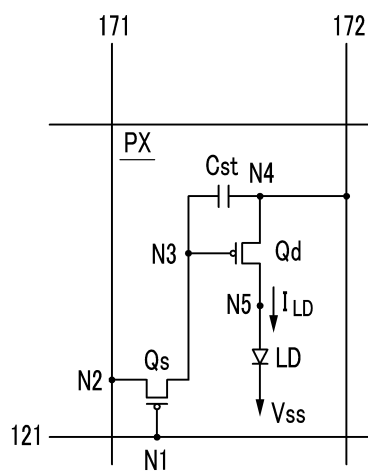 171 172
PX
Cst N4
N3 Qd
N5 I_LD
Qs LD
N2 Vss
121
N1